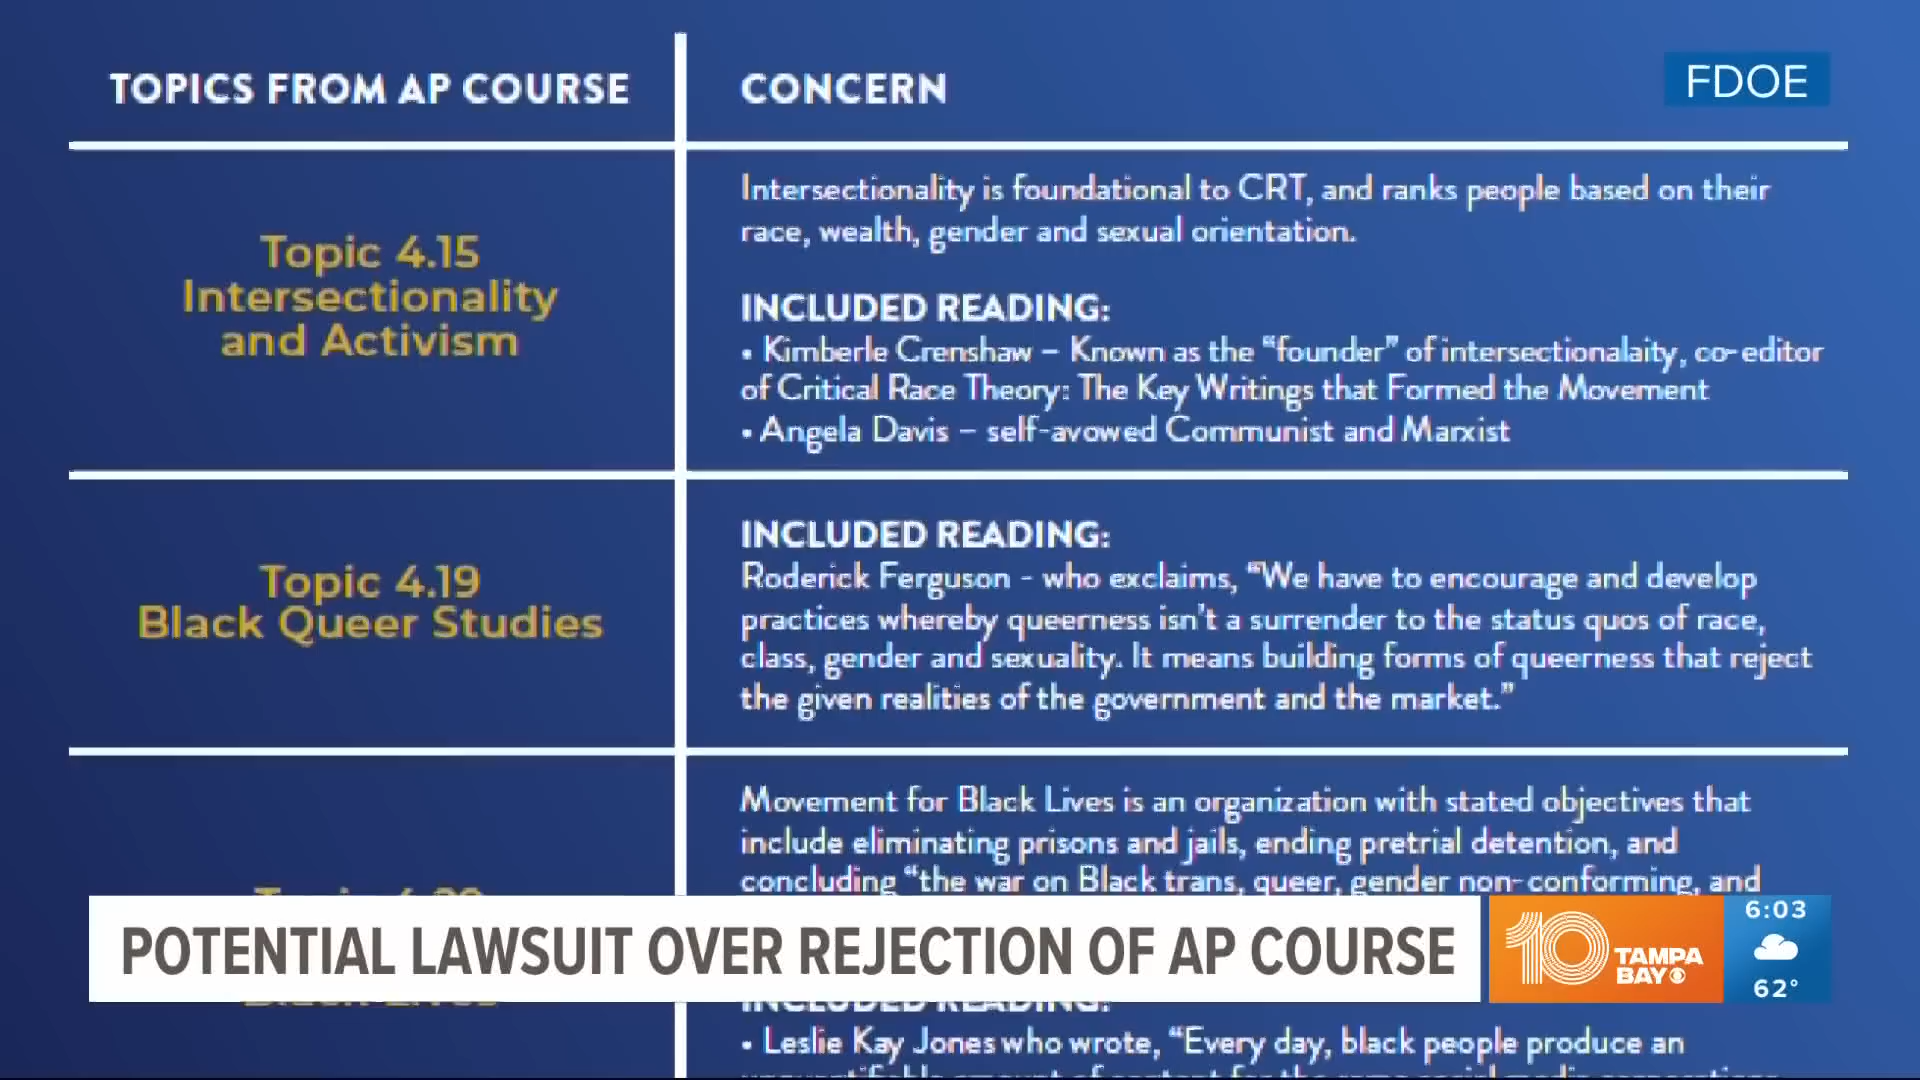 TOPICS FROM AP COURSE
CONCERN
FDOE
Topic 4.15
Intersectionality
and Activism
Intersectionality is foundational to CRT, and ranks people based on their
race, wealth, gender and sexual orientation.
INCLUDED READING:
• Kimberle Crenshaw – Known as the “founder” of intersectionalaity, co-editor
of Critical Race Theory: The Key Writings that Formed the Movement
• Angela Davis – self-avowed Communist and Marxist
Topic 4.19
Black Queer Studies
INCLUDED READING:
Roderick Ferguson - who exclaims, “We have to encourage and develop
practices whereby queerness isn't a surrender to the status quos of race,
class, gender and sexuality. It means building forms of queerness that reject
the given realities of the government and the market.”
Movement for Black Lives is an organization with stated objectives that
include eliminating prisons and jails, ending pretrial detention, and
concluding “the war on Black trans, queer, gender non-conforming, and
Black Lives
INCLUDED READING:
• Leslie Kay Jones who wrote, “Every day, black people produce an
POTENTIAL LAWSUIT OVER REJECTION OF AP COURSE
10
TAMPA
BAY
6:03
62°